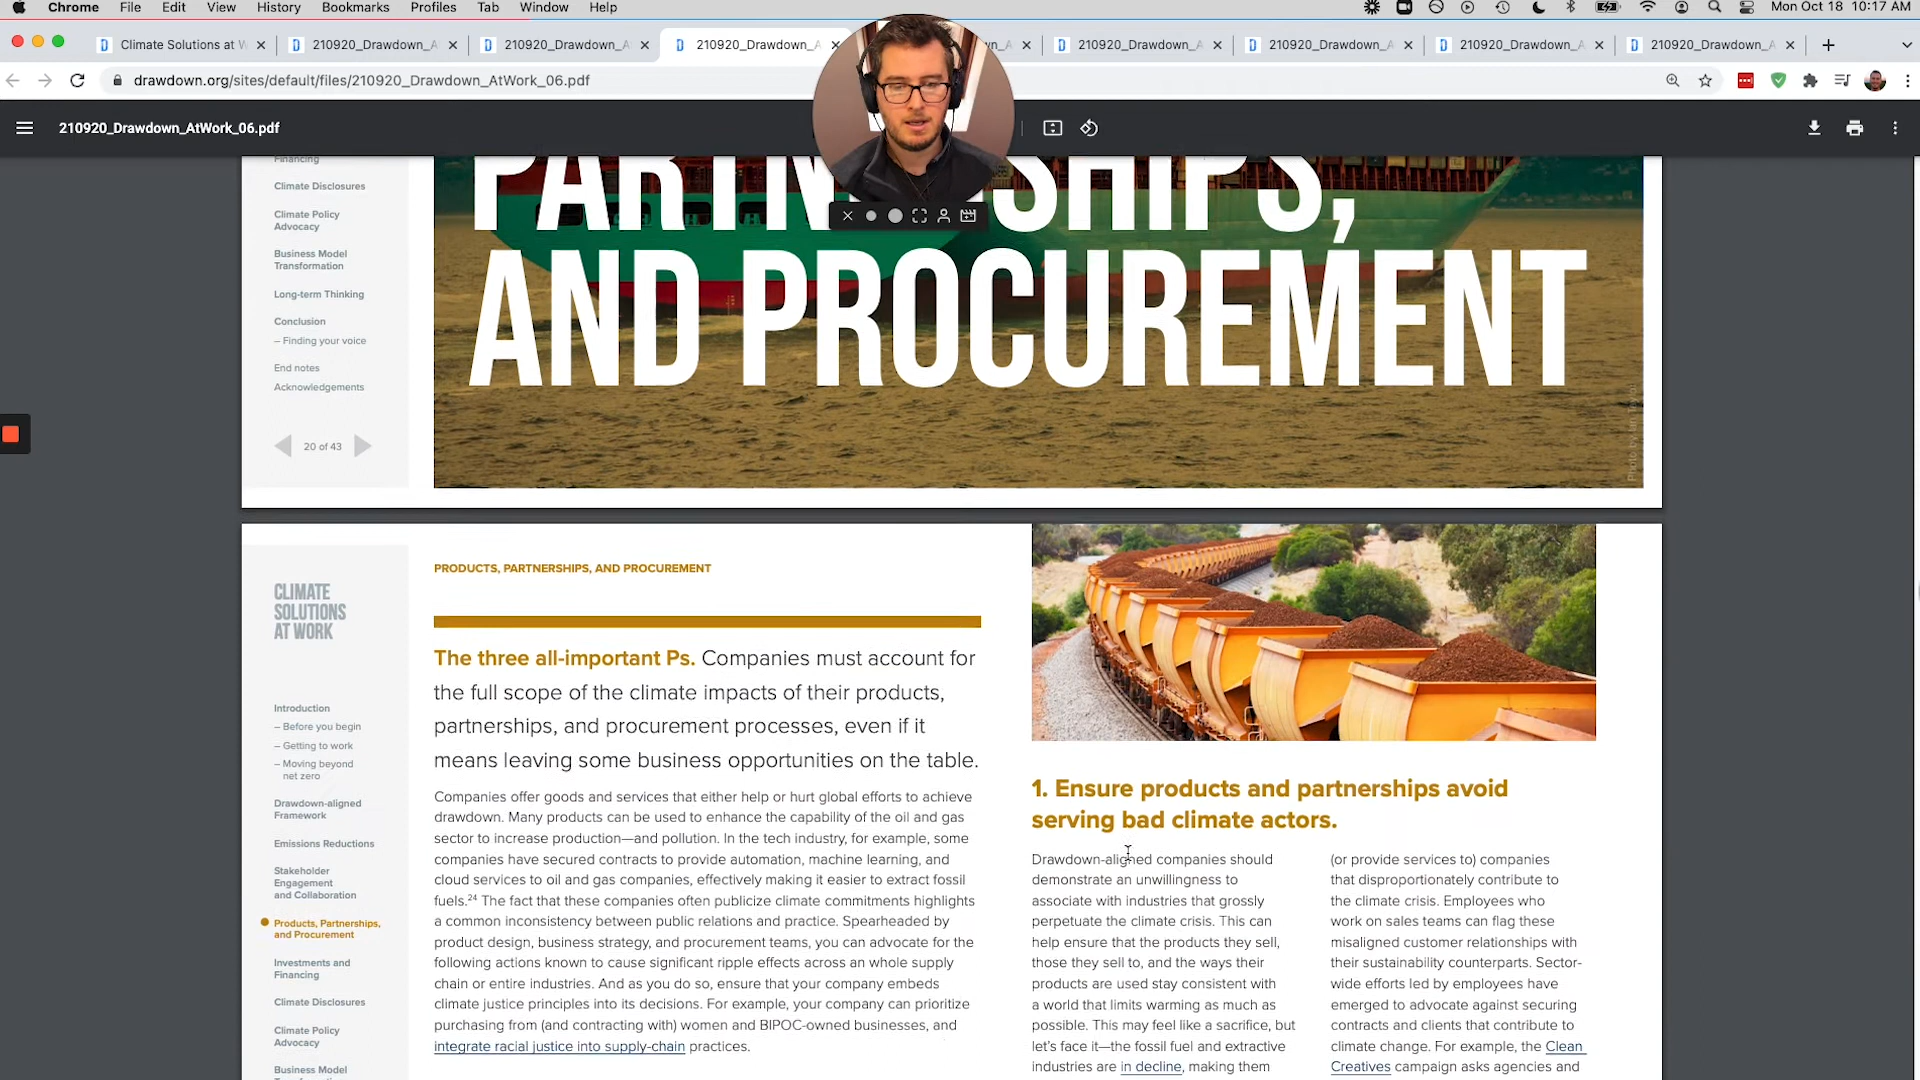 Chrome File Edit View History Bookmarks Profiles Tab Window Help Mon Oct 18 10:17 AM
Climate Solutions at 210920_Drawdown_A 210920_Drawdown_A 210920_Drawdown_A 210920_Drawdown_A 210920_Drawdown_A 210920_Drawdown_A 210920_Drawdown_A
drawdown.org/sites/default/files/210920_Drawdown_AtWork_06.pdf
210920_Drawdown_AtWork_06.pdf
Financing
Climate Disclosures
Climate Policy
Advocacy
Business Model
Transformation
Long-term Thinking
Conclusion
– Finding your voice
End notes
Acknowledgements
20 of 43
AND PROCUREMENT
CLIMATE
SOLUTIONS
AT WORK
Introduction
– Before you begin
– Getting to work
– Moving beyond
net zero
Drawdown-aligned
Framework
Emissions Reductions
Stakeholder
Engagement
and Collaboration
Products, Partnerships,
and Procurement
Investments and
Financing
Climate Disclosures
Climate Policy
Advocacy
Business Model
PRODUCTS, PARTNERSHIPS, AND PROCUREMENT
The three all-important Ps. Companies must account for
the full scope of the climate impacts of their products,
partnerships, and procurement processes, even if it
means leaving some business opportunities on the table.
Companies offer goods and services that either help or hurt global efforts to achieve
drawdown. Many products can be used to enhance the capability of the oil and gas
sector to increase production—and pollution. In the tech industry, for example, some
companies have secured contracts to provide automation, machine learning, and
cloud services to oil and gas companies, effectively making it easier to extract fossil
fuels.24 The fact that these companies often publicize climate commitments highlights
a common inconsistency between public relations and practice. Spearheaded by
product design, business strategy, and procurement teams, you can advocate for the
following actions known to cause significant ripple effects across an whole supply
chain or entire industries. And as you do so, ensure that your company embeds
climate justice principles into its decisions. For example, your company can prioritize
purchasing from (and contracting with) women and BIPOC-owned businesses, and
integrate racial justice into supply-chain practices.
1. Ensure products and partnerships avoid
serving bad climate actors.
Drawdown-aligned companies should
demonstrate an unwillingness to
associate with industries that grossly
perpetuate the climate crisis. This can
help ensure that the products they sell,
those they sell to, and the ways their
products are used stay consistent with
a world that limits warming as much as
possible. This may feel like a sacrifice, but
let's face it—the fossil fuel and extractive
industries are in decline, making them
(or provide services to) companies
that disproportionately contribute to
the climate crisis. Employees who
work on sales teams can flag these
misaligned customer relationships with
their sustainability counterparts. Sector-
wide efforts led by employees have
emerged to advocate against securing
contracts and clients that contribute to
climate change. For example, the Clean
Creatives campaign asks agencies and